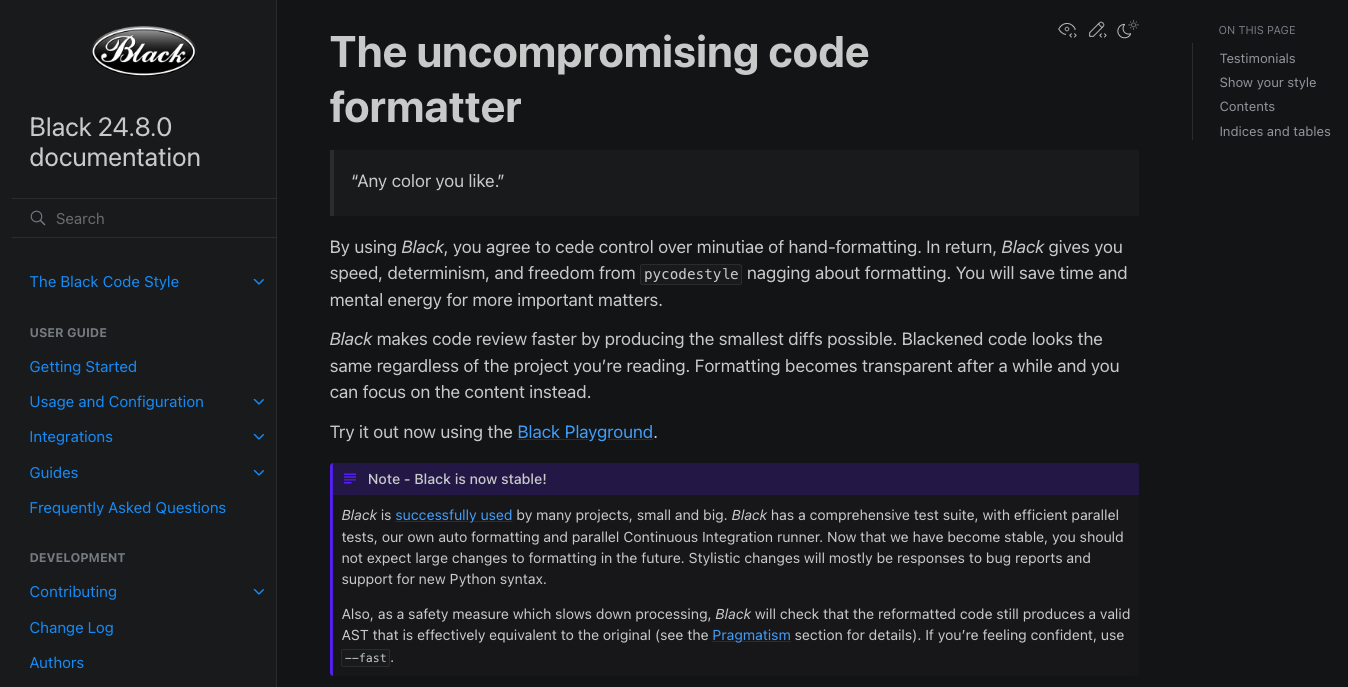 Black
Black 24.8.0
documentation
Search
The Black Code Style
USER GUIDE
Getting Started
Usage and Configuration
Integrations
Guides
Frequently Asked Questions
DEVELOPMENT
Contributing
Change Log
Authors
The uncompromising code
formatter
“Any color you like.”
By using Black, you agree to cede control over minutiae of hand-formatting. In return, Black gives you
speed, determinism, and freedom from pycodestyle nagging about formatting. You will save time and
mental energy for more important matters.
Black makes code review faster by producing the smallest diffs possible. Blackened code looks the
same regardless of the project you’re reading. Formatting becomes transparent after a while and you
can focus on the content instead.
Try it out now using the Black Playground.
Note - Black is now stable!
Black is successfully used by many projects, small and big. Black has a comprehensive test suite, with efficient parallel
tests, our own auto formatting and parallel Continuous Integration runner. Now that we have become stable, you should
not expect large changes to formatting in the future. Stylistic changes will mostly be responses to bug reports and
support for new Python syntax.
Also, as a safety measure which slows down processing, Black will check that the reformatted code still produces a valid
AST that is effectively equivalent to the original (see the Pragmatism section for details). If you’re feeling confident, use
--fast.
ON THIS PAGE
Testimonials
Show your style
Contents
Indices and tables